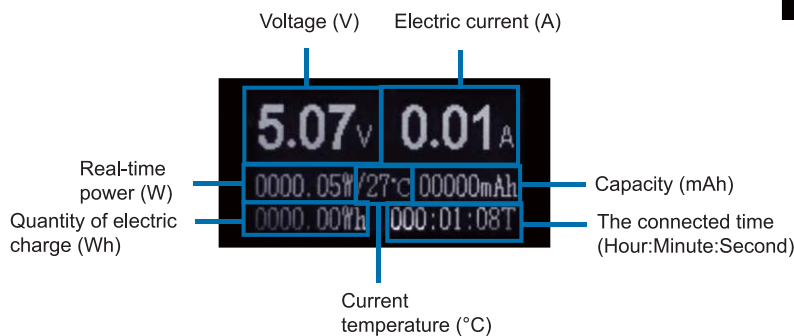 Voltage (V) Electric current (A)
5.07V 0.01A
Real-time
power (W)
0000.05W /27°C 00000mAh
Capacity (mAh)
Quantity of electric
charge (Wh)
0000.00Wh 000:01:08T
The connected time
(Hour:Minute:Second)
Current
temperature (°C)